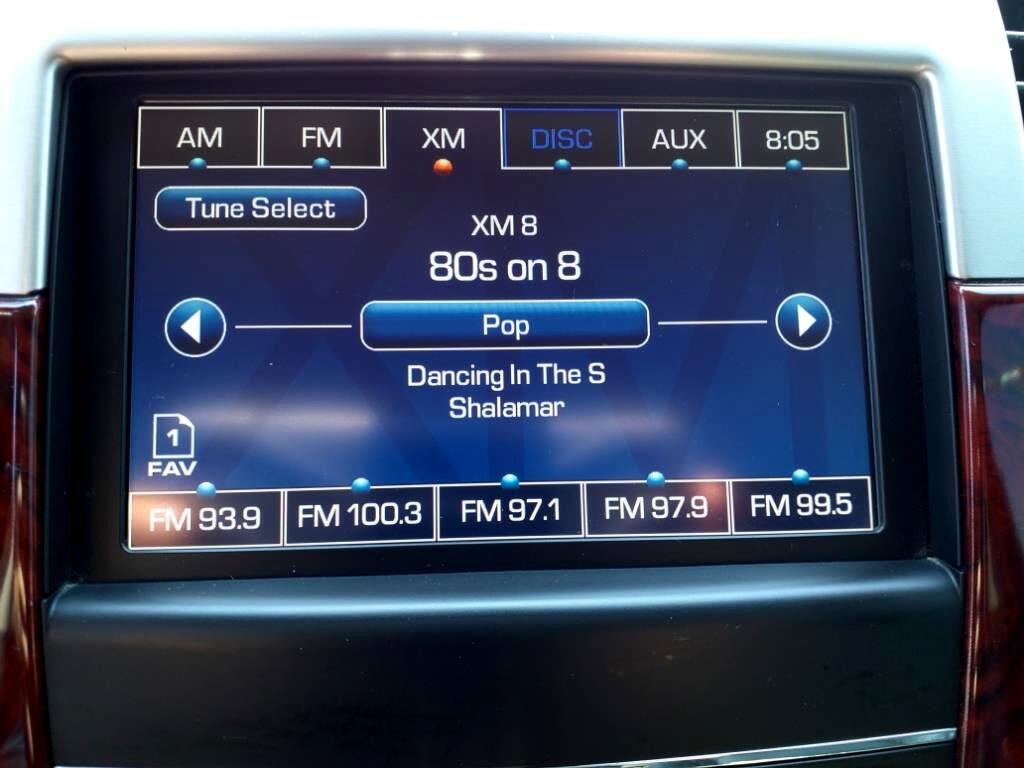 AM FM XM DISC AUX 8:05
Tune Select
XM 8
80s on 8
Pop
Dancing In The S
Shalamar
1
FAV
FM 93.9 FM 100.3 FM 97.1 FM 97.9 FM 99.5